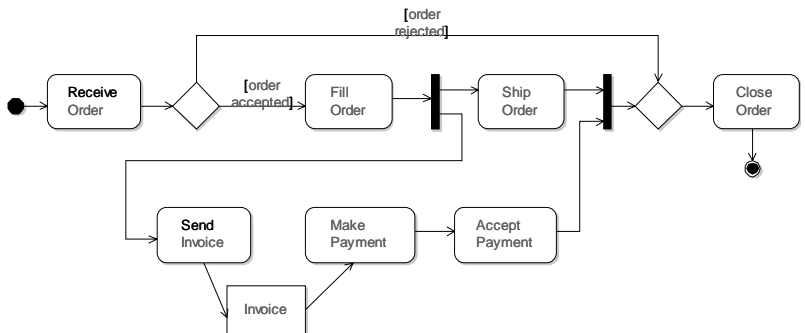 [order
rejected]
Receive
Order
[order
accepted]
Fill
Order
Ship
Order
Close
Order
Send
Invoice
Make
Payment
Accept
Payment
Invoice